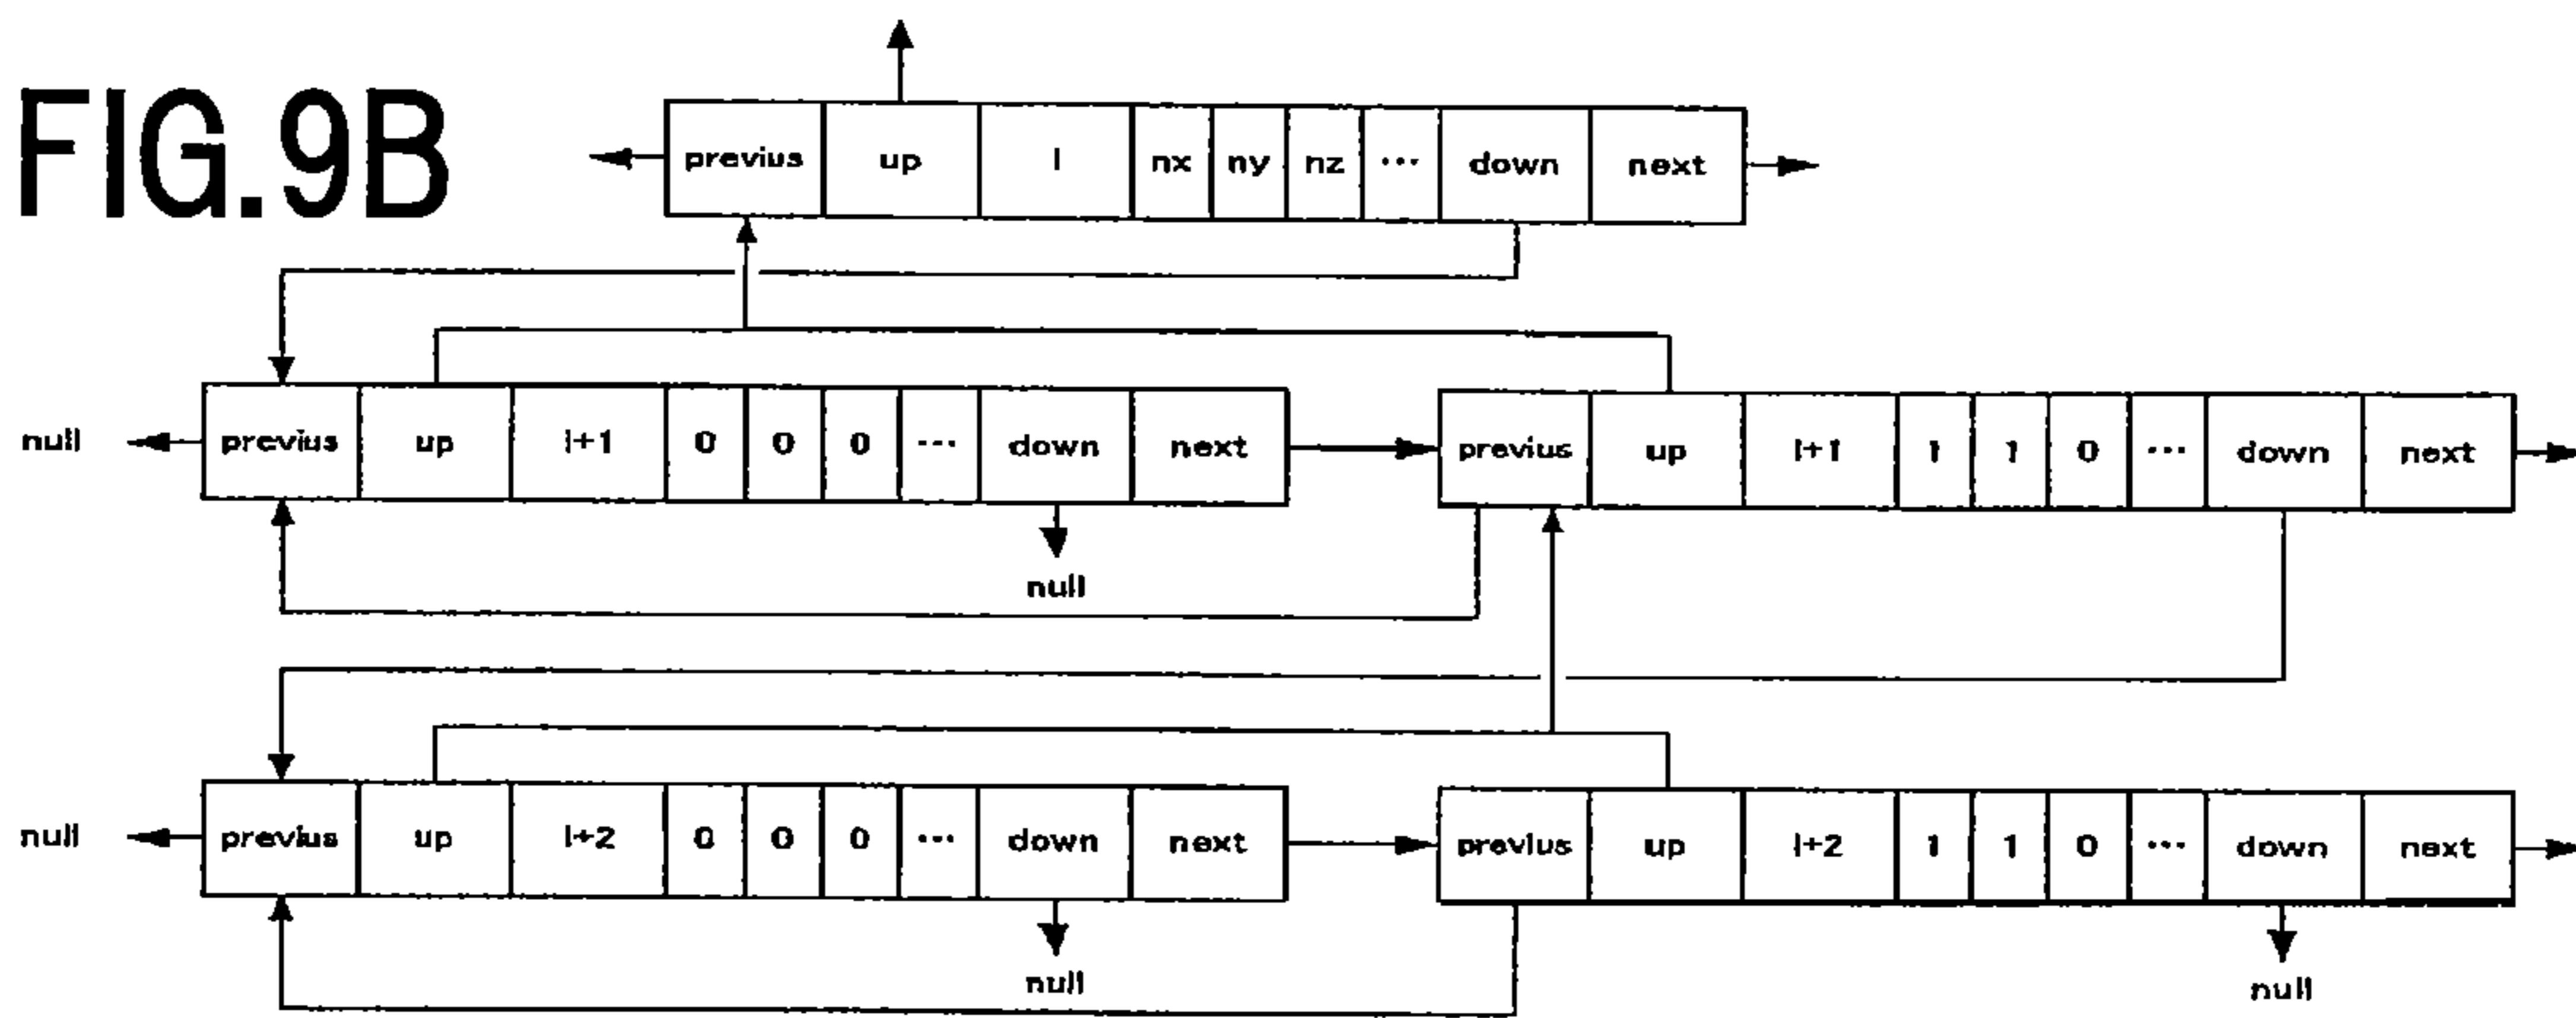 FIG.9B
previus up l nx ny nz ... down next
null previus up l+1 0 0 0 ... down next previus up l+1 1 1 0 ... down next
null
null previus up l+2 0 0 0 ... down next previus up l+2 1 1 0 ... down next
null null